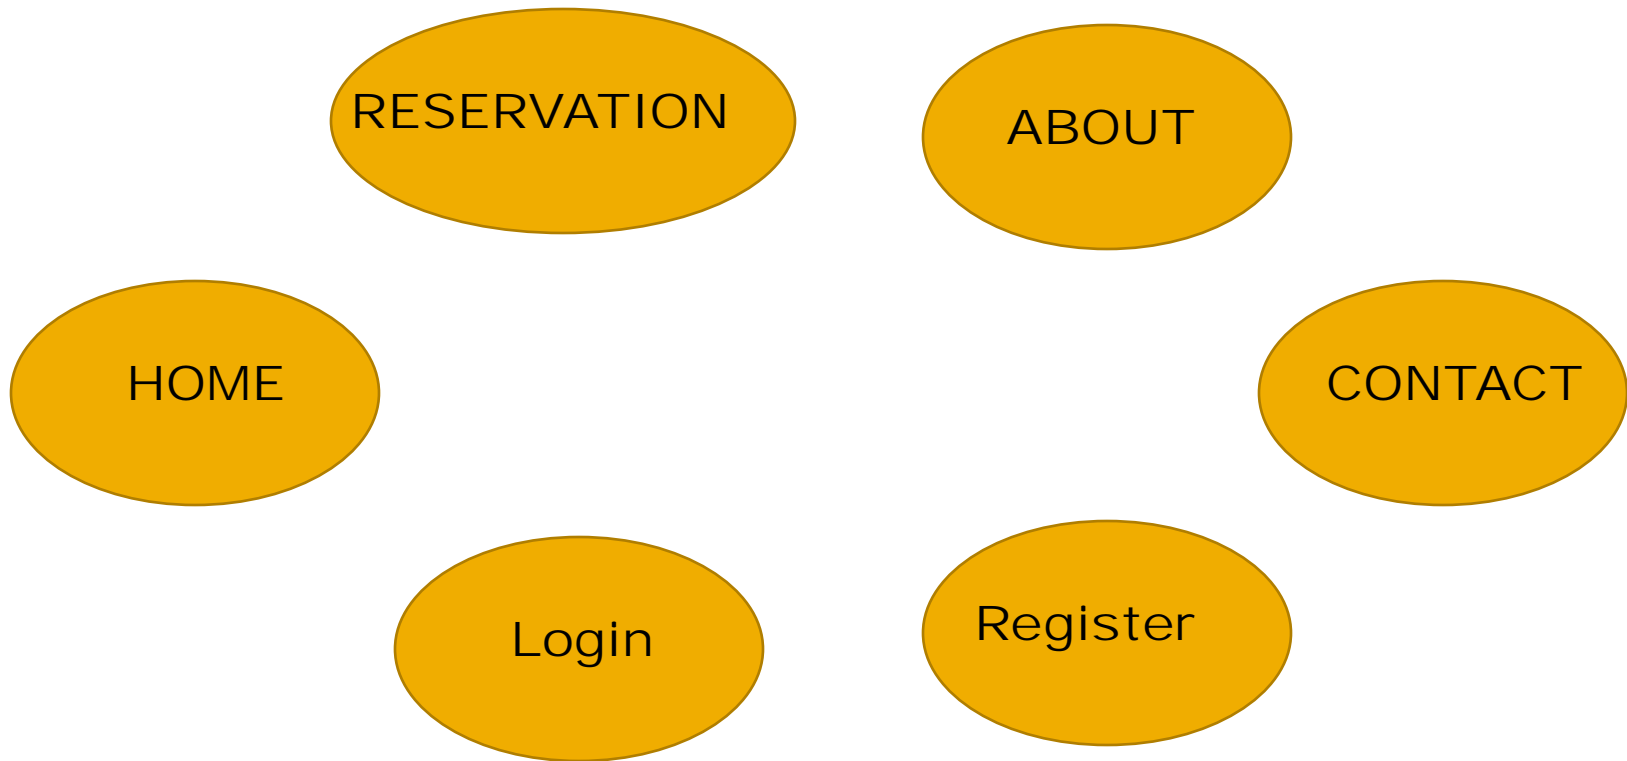 RESERVATION
ABOUT
HOME
CONTACT
Login
Register